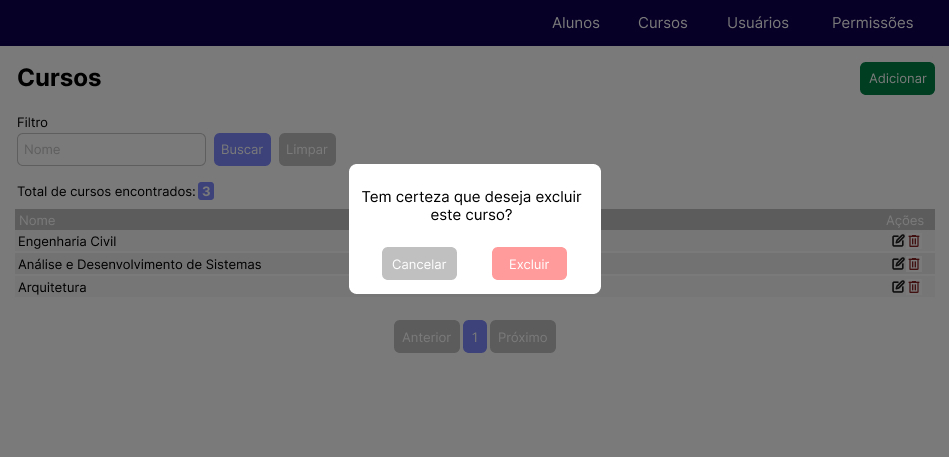 Alunos Cursos Usuários Permissões
Cursos
Adicionar
Filtro
Nome Buscar Limpar
Total de cursos encontrados: 3
Nome Ações
Engenharia Civil
Análise e Desenvolvimento de Sistemas
Arquitetura
Tem certeza que deseja excluir
este curso?
Cancelar Excluir
Anterior 1 Próximo